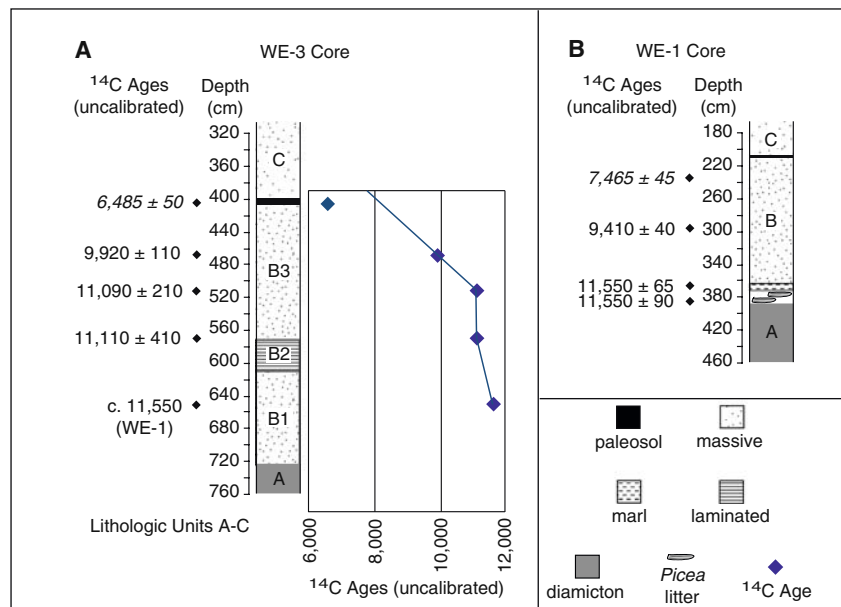 A
WE-3 Core
¹⁴C Ages
(uncalibrated)
Depth
(cm)
6,485 ± 50
9,920 ± 110
11,090 ± 210
11,110 ± 410
c. 11,550
(WE-1)
320
360
400
440
480
520
560
600
640
680
720
760
C
B3
B2
B1
A
Lithologic Units A-C
6,000
8,000
10,000
12,000
¹⁴C Ages (uncalibrated)
B
WE-1 Core
¹⁴C Ages
(uncalibrated)
Depth
(cm)
7,465 ± 45
9,410 ± 40
11,550 ± 65
11,550 ± 90
180
220
260
300
340
380
420
460
C
B
A
paleosol
massive
marl
laminated
diamicton
Picea
litter
¹⁴C Age